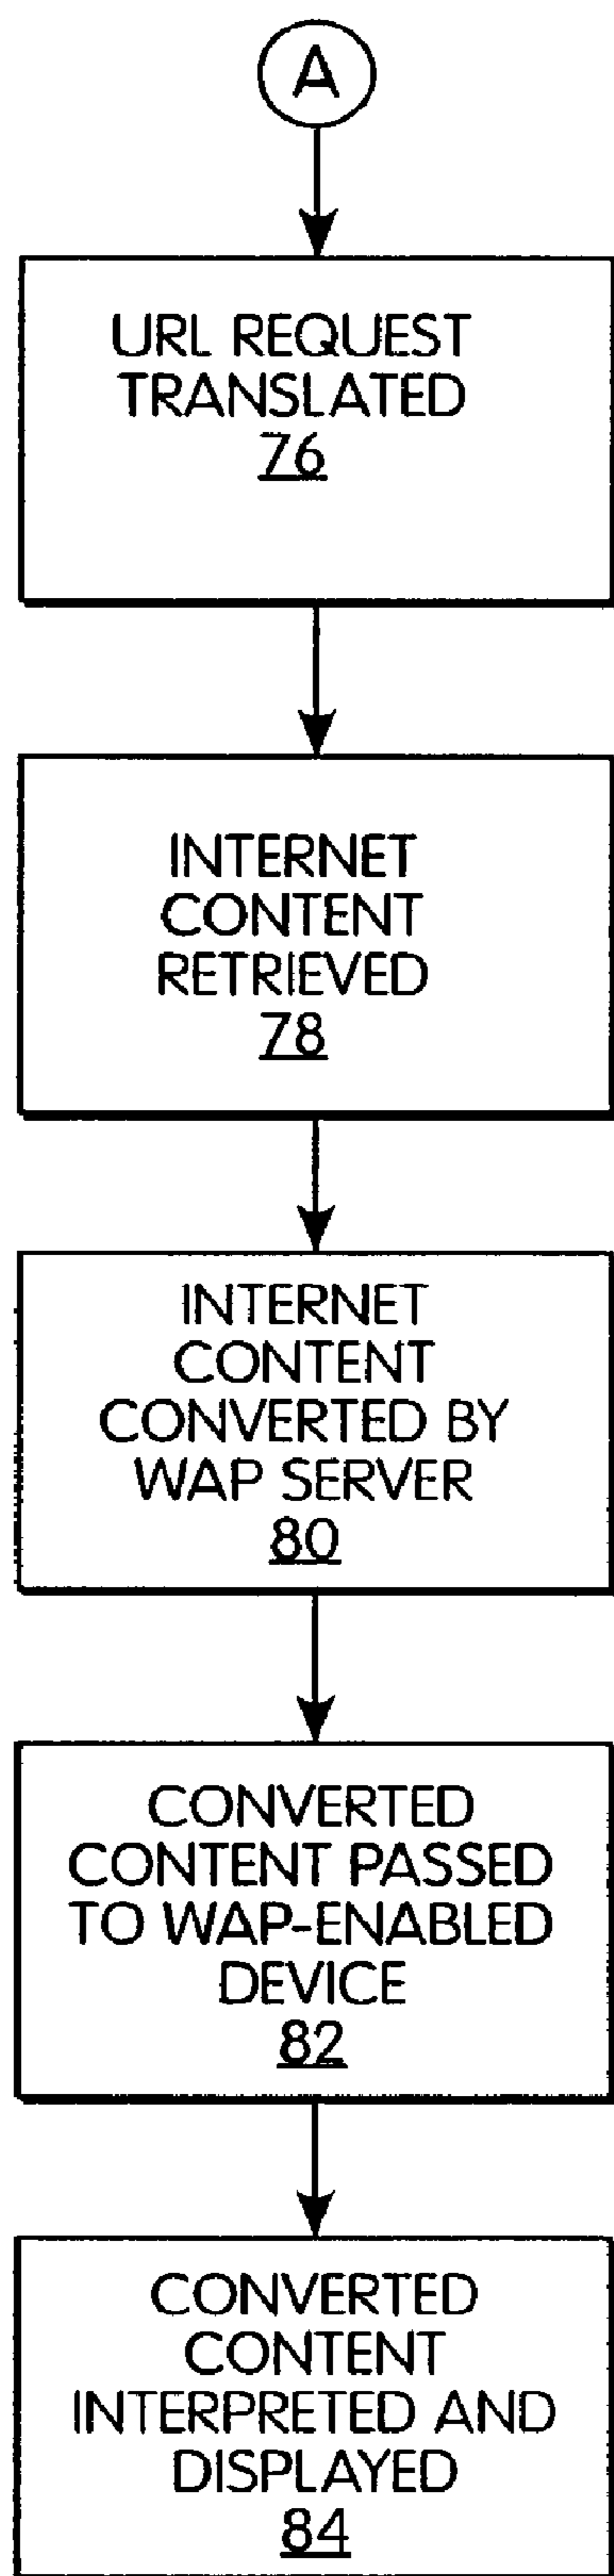 A
URL REQUEST
TRANSLATED
76
INTERNET
CONTENT
RETRIEVED
78
INTERNET
CONTENT
CONVERTED BY
WAP SERVER
80
CONVERTED
CONTENT PASSED
TO WAP-ENABLED
DEVICE
82
CONVERTED
CONTENT
INTERPRETED AND
DISPLAYED
84